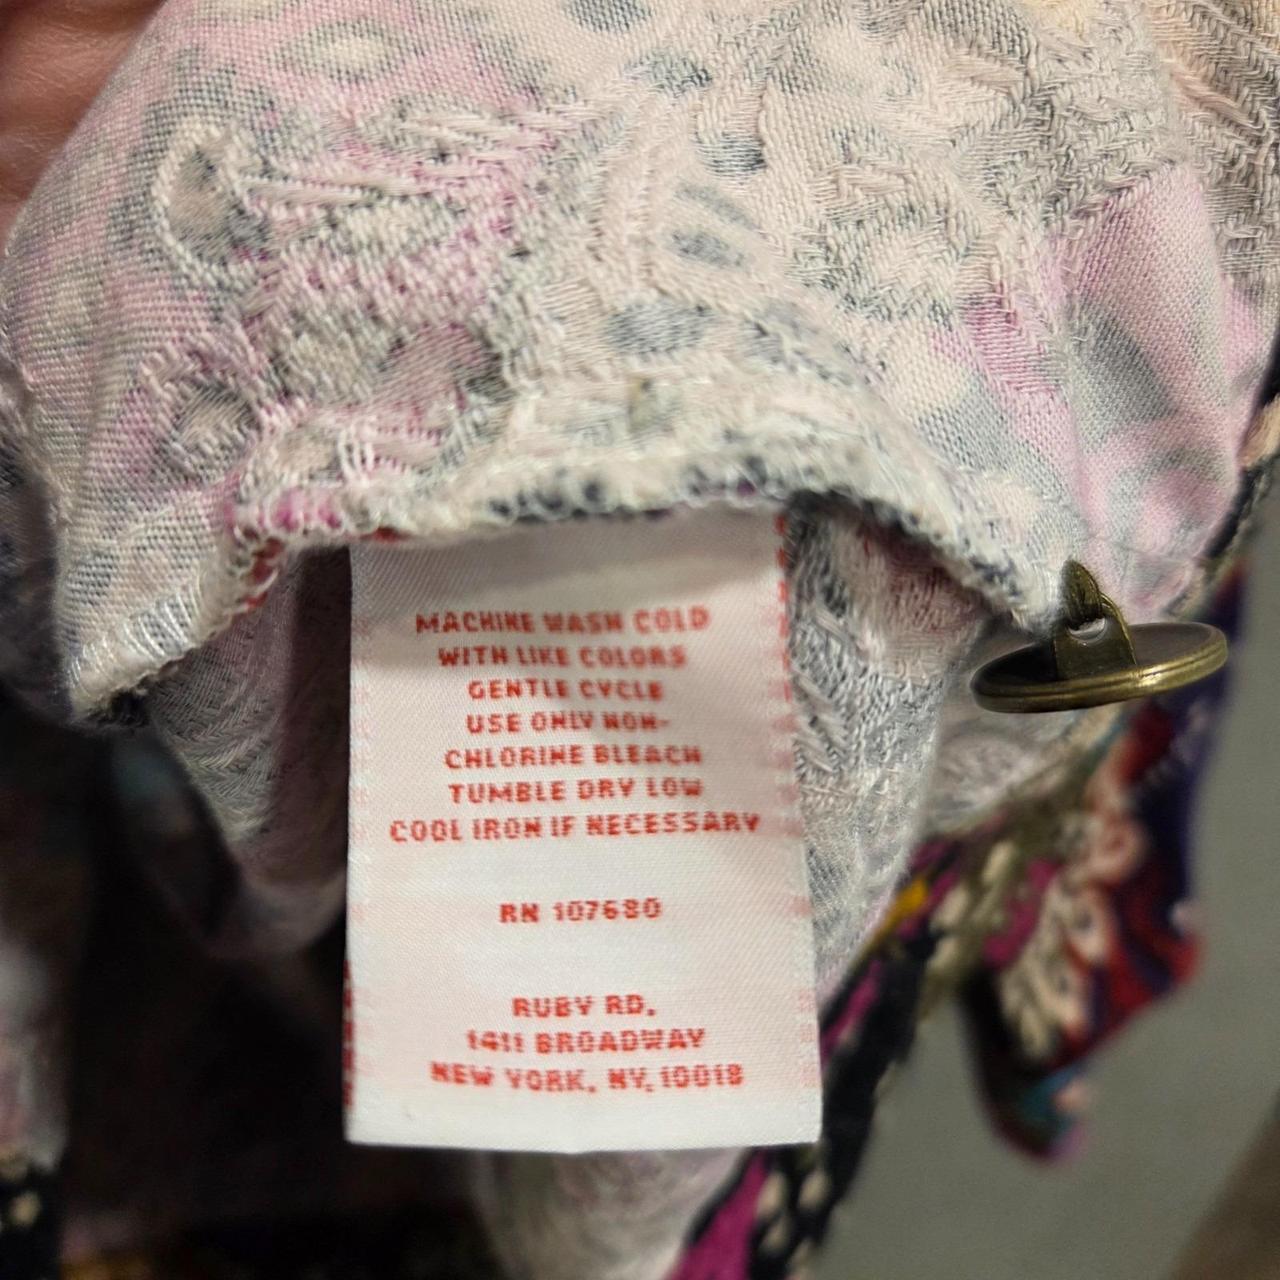 MACHINE WASH COLD
WITH LIKE COLORS
GENTLE CYCLE
USE ONLY NON-
CHLORINE BLEACH
TUMBLE DRY LOW
COOL IRON IF NECESSARY
RN 107680
RUBY RD.
1411 BROADWAY
NEW YORK, NY, 10018